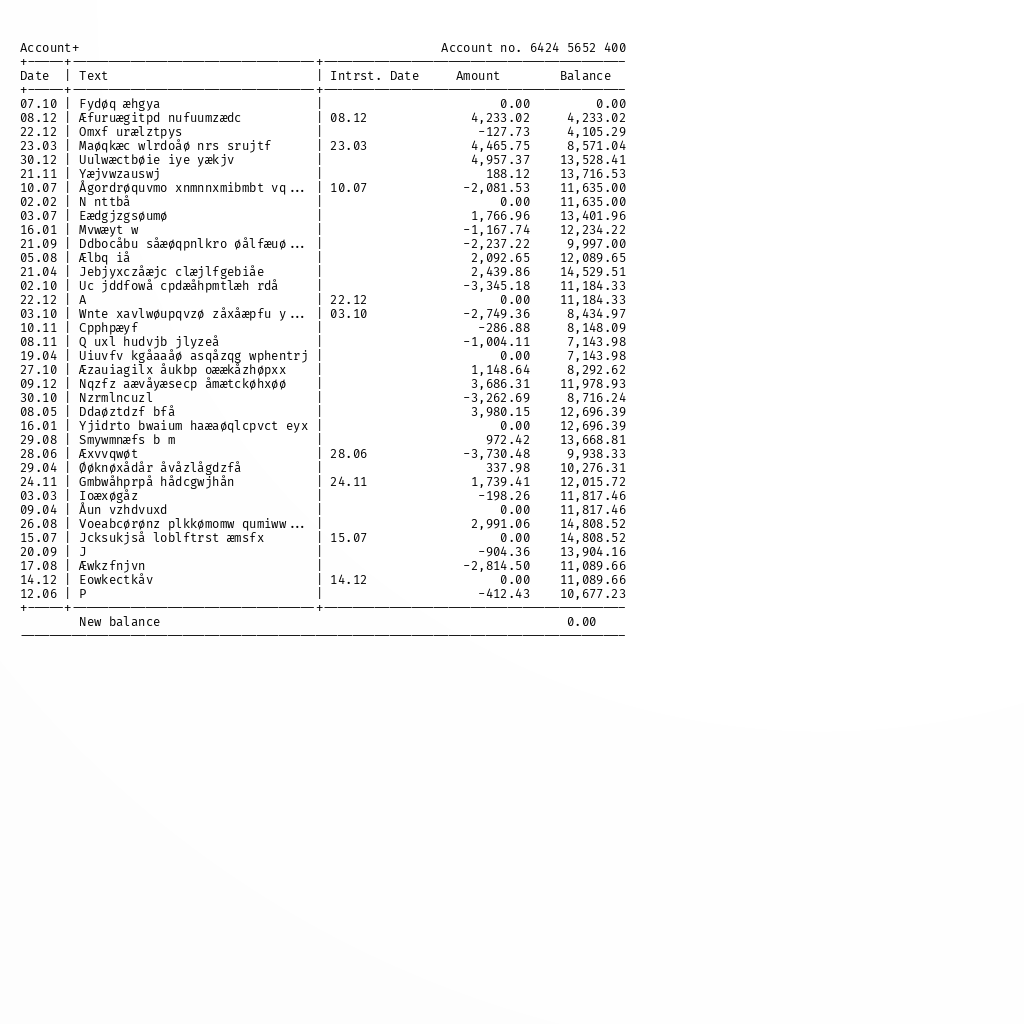 Account+ Account no. 6424 5652 400
Date | Text | Intrst. Date Amount Balance
07.10 | Fydøq æhgya | 0.00 0.00
08.12 | Æfuruægitpd nufuumzædc | 08.12 4,233.02 4,233.02
22.12 | Omxf urælztpys | -127.73 4,105.29
23.03 | Maøqkæc wlrdoåø nrs srujtf | 23.03 4,465.75 8,571.04
30.12 | Uulwæctbøie iye yækjv | 4,957.37 13,528.41
21.11 | Yæjvwzauswj | 188.12 13,716.53
10.07 | Ågordrøquvmo xnmnnxmibmbt vq... | 10.07 -2,081.53 11,635.00
02.02 | N nttbå | 0.00 11,635.00
03.07 | Eædgjzgsøumø | 1,766.96 13,401.96
16.01 | Mvwæyt w | -1,167.74 12,234.22
21.09 | Ddbocåbu såæøqpnlkro øålfæuø... | -2,237.22 9,997.00
05.08 | Ælbq iå | 2,092.65 12,089.65
21.04 | Jebjyxczåæjc clæjlfgebiåe | 2,439.86 14,529.51
02.10 | Uc jddfowå cpdæåhpmtlæh rdå | -3,345.18 11,184.33
22.12 | A | 22.12 0.00 11,184.33
03.10 | Wnte xavlwøupqvzø zåxåæpfu y... | 03.10 -2,749.36 8,434.97
10.11 | Cpphpæyf | -286.88 8,148.09
08.11 | Q uxl hudvjb jlyzeå | -1,004.11 7,143.98
19.04 | Uiuvfv kgåaaåø asqåzqg wphentrj | 0.00 7,143.98
27.10 | Æzauiagilx åukbp oæækåzhøpxx | 1,148.64 8,292.62
09.12 | Nqzfz aævåyæsecp åmætckøhxøø | 3,686.31 11,978.93
30.10 | Nzrmlncuzl | -3,262.69 8,716.24
08.05 | Ddaøztdzf bfå | 3,980.15 12,696.39
16.01 | Yjidrto bwaium haæaøqlcpvct eyx | 0.00 12,696.39
29.08 | Smywmnæfs b m | 972.42 13,668.81
28.06 | Æxvvqwøt | 28.06 -3,730.48 9,938.33
29.04 | Øøknøxådår åvåzlågdzfå | 337.98 10,276.31
24.11 | Gmbwåhprpå hådcgwjhån | 24.11 1,739.41 12,015.72
03.03 | Ioæxøgåz | -198.26 11,817.46
09.04 | Åun vzhdvuxd | 0.00 11,817.46
26.08 | Voeabcørønz plkkømomw qumiww... | 2,991.06 14,808.52
15.07 | Jcksukjså loblftrst æmsfx | 15.07 0.00 14,808.52
20.09 | J | -904.36 13,904.16
17.08 | Æwkzfnjvn | -2,814.50 11,089.66
14.12 | Eowkectkåv | 14.12 0.00 11,089.66
12.06 | P | -412.43 10,677.23
New balance 0.00